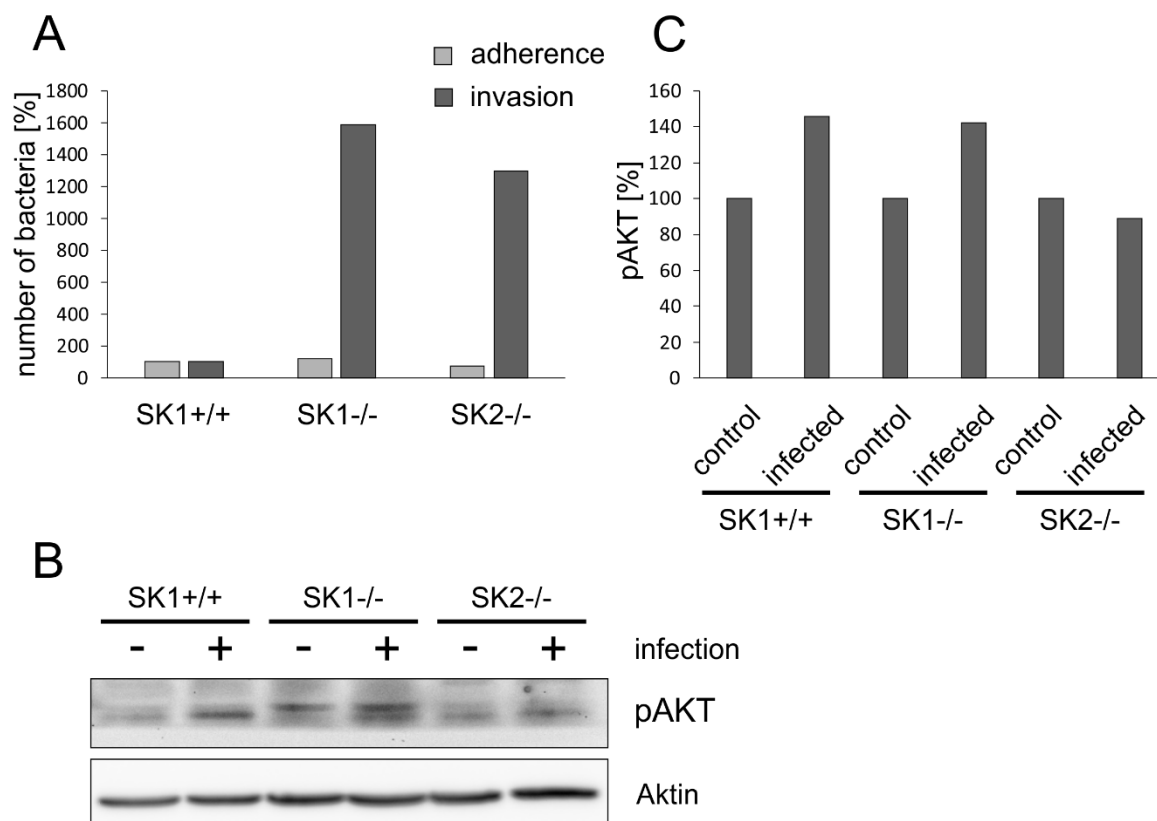 A
adherence
invasion
number of bacteria [%]
1800
1600
1400
1200
1000
800
600
400
200
0
SK1+/+ SK1-/- SK2-/-
C
pAKT [%]
160
140
120
100
80
60
40
20
0
control infected control infected control infected
SK1+/+ SK1-/- SK2-/-
B
SK1+/+ SK1-/- SK2-/-
- + - + - + infection
pAKT
Aktin